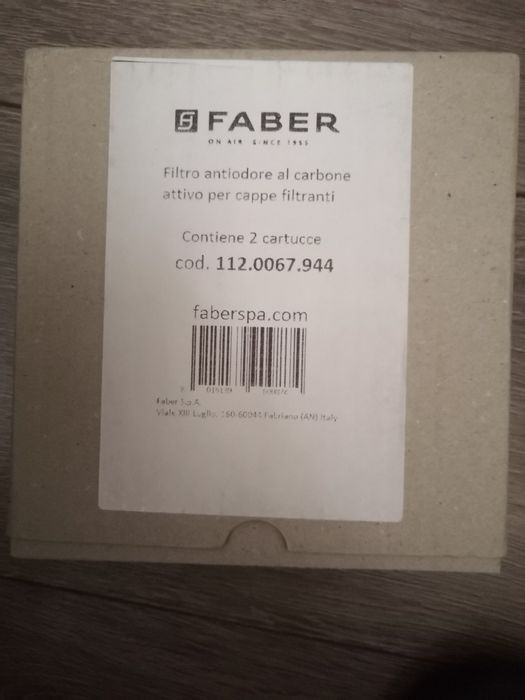 FABER
ON AIR SINCE 1955
Filtro antiodore al carbone
attivo per cappe filtranti
Contiene 2 cartucce
cod. 112.0067.944
faberspa.com
Faber S.p.A.
Viale XIII Luglio, 160-60044 Fabriano (AN) Italy